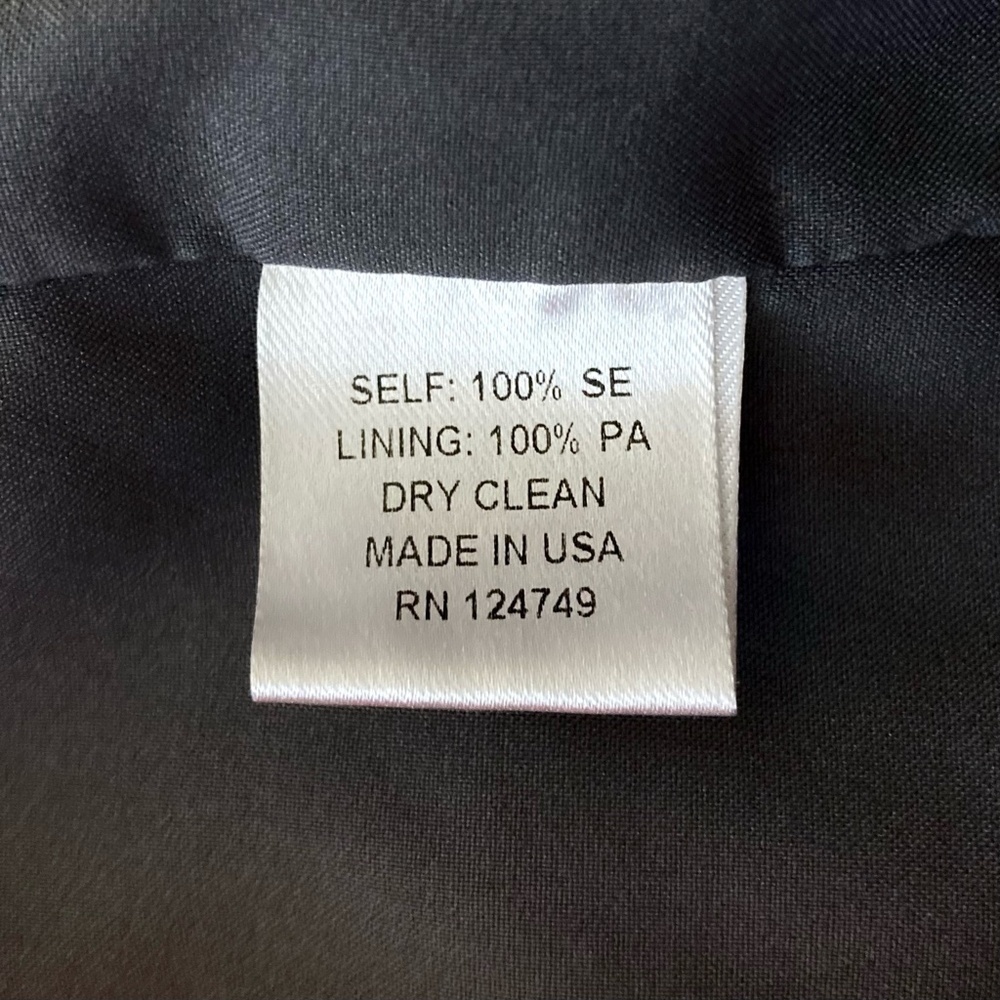 SELF: 100% SE
LINING: 100% PA
DRY CLEAN
MADE IN USA
RN 124749